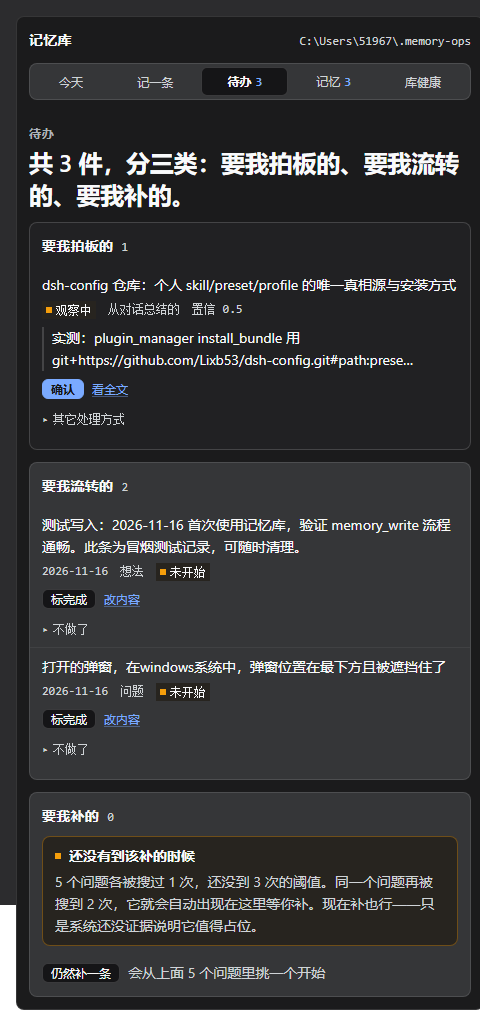 记忆库
C:\Users\51967\.memory-ops
今天
记一条
待办 3
记忆 3
库健康
待办
共 3 件，分三类：要我拍板的、要我流转
的、要我补的。
要我拍板的 1
dsh-config 仓库：个人 skill/preset/profile 的唯一真相源与安装方式
观察中 从对话总结的 置信 0.5
实测：plugin_manager install_bundle 用
git+https://github.com/Lixb53/dsh-config.git#path:prese...
确认 看全文
▸ 其它处理方式
要我流转的 2
测试写入：2026-11-16 首次使用记忆库，验证 memory_write 流程
通畅。此条为冒烟测试记录，可随时清理。
2026-11-16 想法 未开始
标完成 改内容
▸ 不做了
打开的弹窗，在windows系统中，弹窗位置在最下方且被遮挡住了
2026-11-16 问题 未开始
标完成 改内容
▸ 不做了
要我补的 0
还没有到该补的时候
5 个问题各被搜过 1 次，还没到 3 次的阈值。同一个问题再被
搜到 2 次，它就会自动出现在这里等你补。现在补也行——只
是系统还没证据说明它值得占位。
仍然补一条 会从上面 5 个问题里挑一个开始